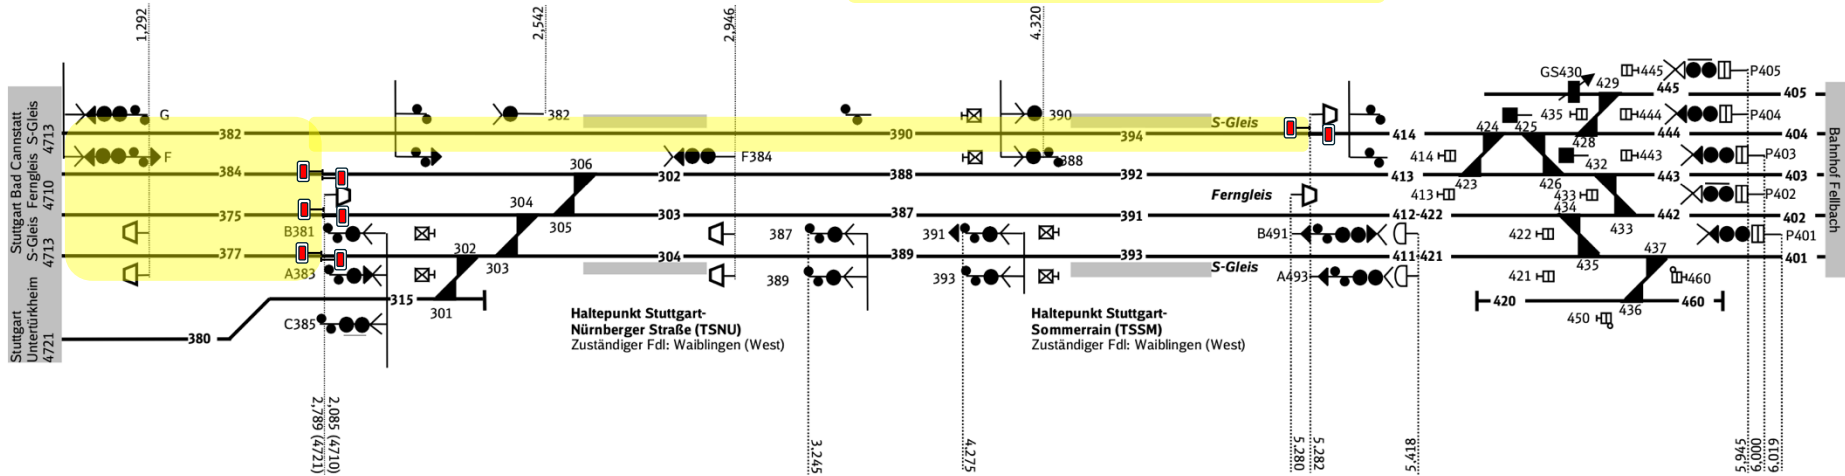 1,292
2,542
2,946
4.320
Stuttgart Bad Cannstatt
S-Gleis
4713
Ferngleis
4710
S-Gleis
4713
Stuttgart
Untertürkheim
4721
G
382
F
384
375
B381
377
A383
C385
315
380
301
302
303
304
305
306
382
F384
302
303
304
390
388
387
389
387
389
391
393
390
388
394
392
391
393
S-Gleis
Ferngleis
S-Gleis
B491
A493
414
413
412-422
411-421
Haltepunkt Stuttgart-
Nürnberger Straße (TSNU)
Zuständiger Fdl: Waiblingen (West)
Haltepunkt Stuttgart-
Sommerrain (TSSM)
Zuständiger Fdl: Waiblingen (West)
414
413
423
424
425
426
GS430
429
435
428
432
433
434
433
422
421
435
437
436
420
450
460
460
445
445
444
444
443
443
442
P405
P404
P403
P402
P401
405
404
403
402
401
Bahnhof Fellbach
2,789 (4721)
2,085 (4710)
3,245
4,275
5,280
5,282
5,418
5,945
6,000
6,019